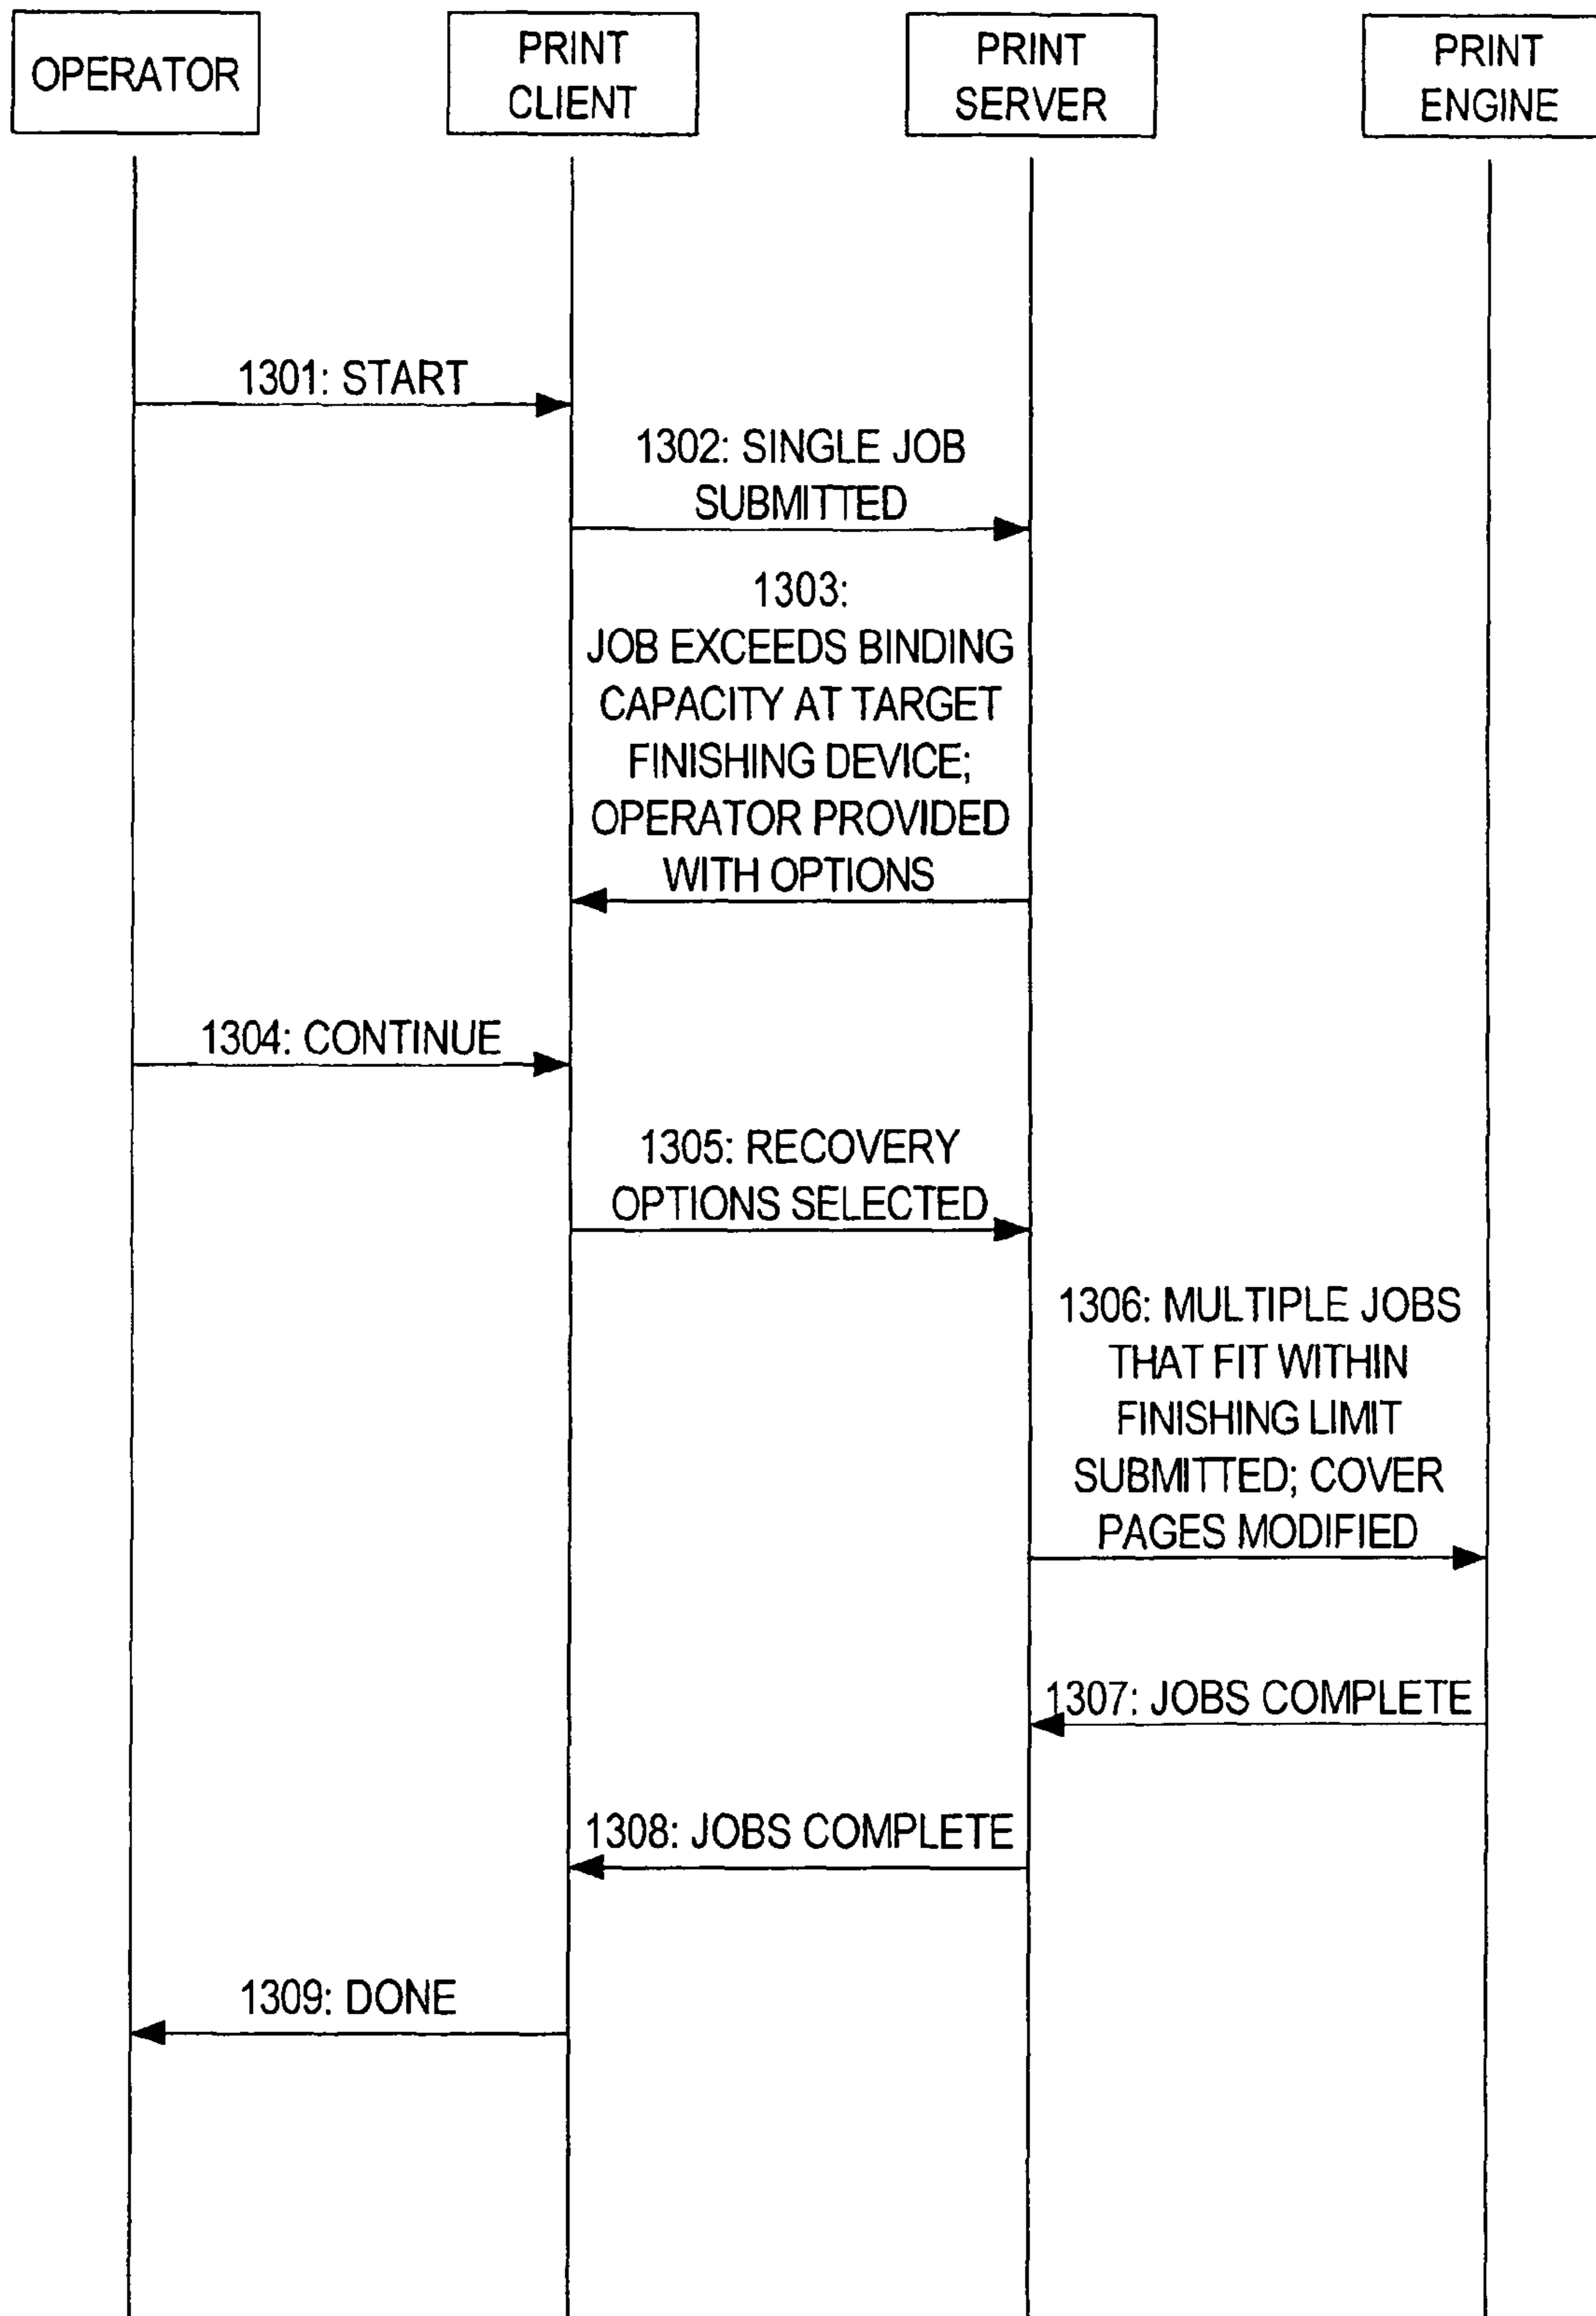 OPERATOR
PRINT
CLIENT
PRINT
SERVER
PRINT
ENGINE
1301: START
1302: SINGLE JOB
SUBMITTED
1303:
JOB EXCEEDS BINDING
CAPACITY AT TARGET
FINISHING DEVICE;
OPERATOR PROVIDED
WITH OPTIONS
1304: CONTINUE
1305: RECOVERY
OPTIONS SELECTED
1306: MULTIPLE JOBS
THAT FIT WITHIN
FINISHING LIMIT
SUBMITTED; COVER
PAGES MODIFIED
1307: JOBS COMPLETE
1308: JOBS COMPLETE
1309: DONE